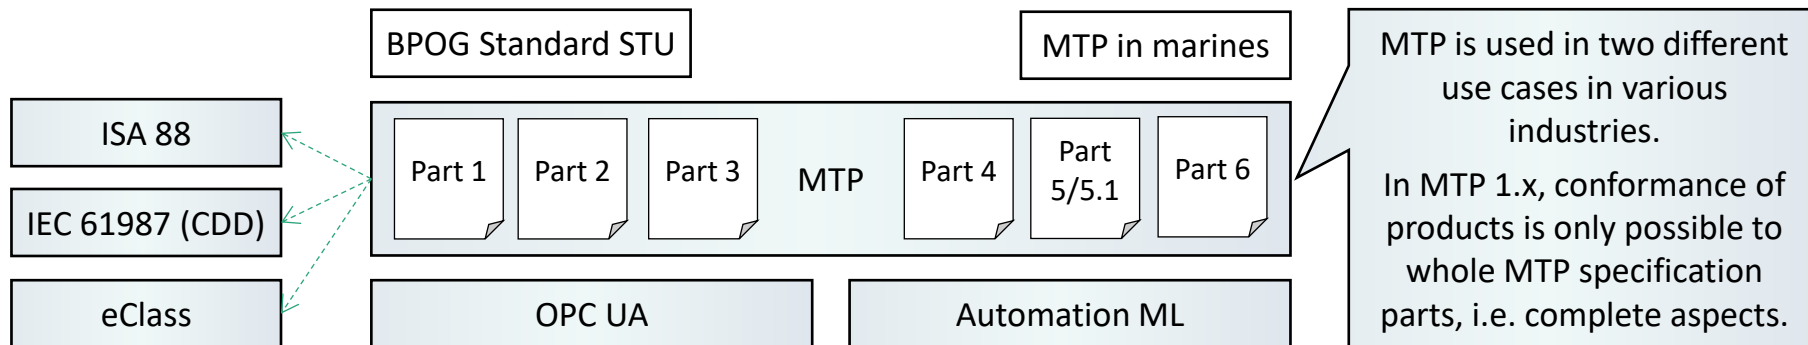 BPOG Standard STU
MTP in marines
ISA 88
IEC 61987 (CDD)
eClass
Part 1
Part 2
Part 3
MTP
Part 4
Part
5/5.1
Part 6
OPC UA
Automation ML
MTP is used in two different
use cases in various
industries.
In MTP 1.x, conformance of
products is only possible to
whole MTP specification
parts, i.e. complete aspects.